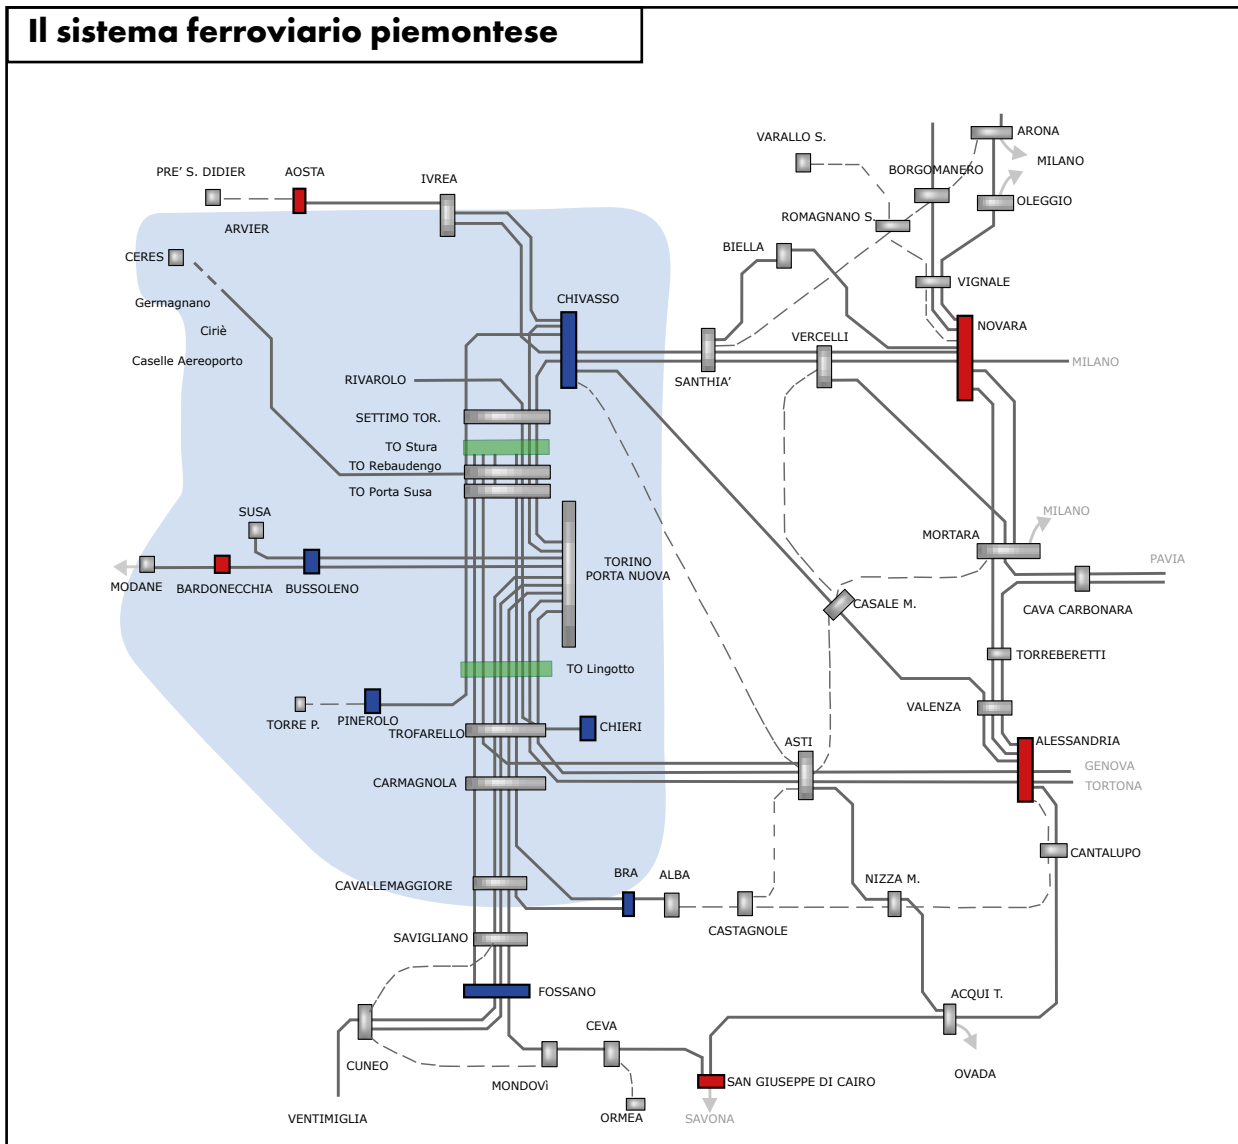 Il sistema ferroviario piemontese
ARONA
VARALLO S.
MILANO
PRE' S. DIDIER
AOSTA
IVREA
BORGOMANERO
OLEGGIO
ARVIER
ROMAGNANO S.
CERES
BIELLA
VIGNALE
Germagnano
CHIVASSO
Ciriè
VERCELLI
NOVARA
Caselle Aereoporto
MILANO
RIVAROLO
SANTHIA'
SETTIMO TOR.
TO Stura
TO Rebaudengo
TO Porta Susa
SUSA
MILANO
MORTARA
TORINO
PORTA NUOVA
PAVIA
MODANE
BARDONECCHIA
BUSSOLENO
CASALE M.
CAVA CARBONARA
TORREBERETTI
TO Lingotto
VALENZA
TORRE P.
PINEROLO
CHIERI
TROFARELLO
ASTI
ALESSANDRIA
GENOVA
CARMAGNOLA
TORTONA
CANTALUPO
CAVALLEMAGGIORE
BRA
ALBA
NIZZA M.
CASTAGNOLE
SAVIGLIANO
FOSSANO
ACQUI T.
CEVA
CUNEO
OVADA
MONDOVì
SAN GIUSEPPE DI CAIRO
VENTIMIGLIA
ORMEA
SAVONA